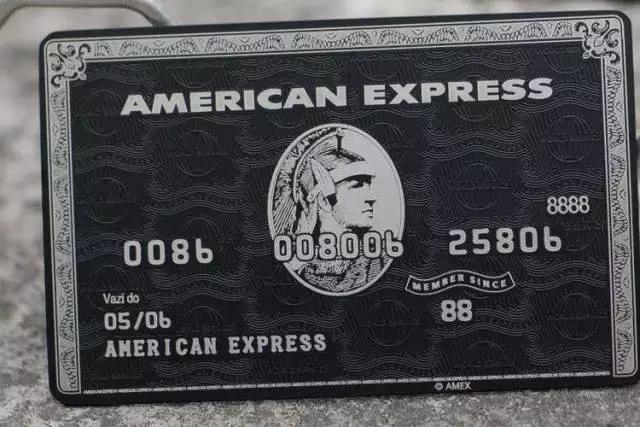 AMERICAN EXPRESS
8888
0086 008006 25806
MEMBER SINCE
Vazi do
88
05/06
AMERICAN EXPRESS
© AMEX